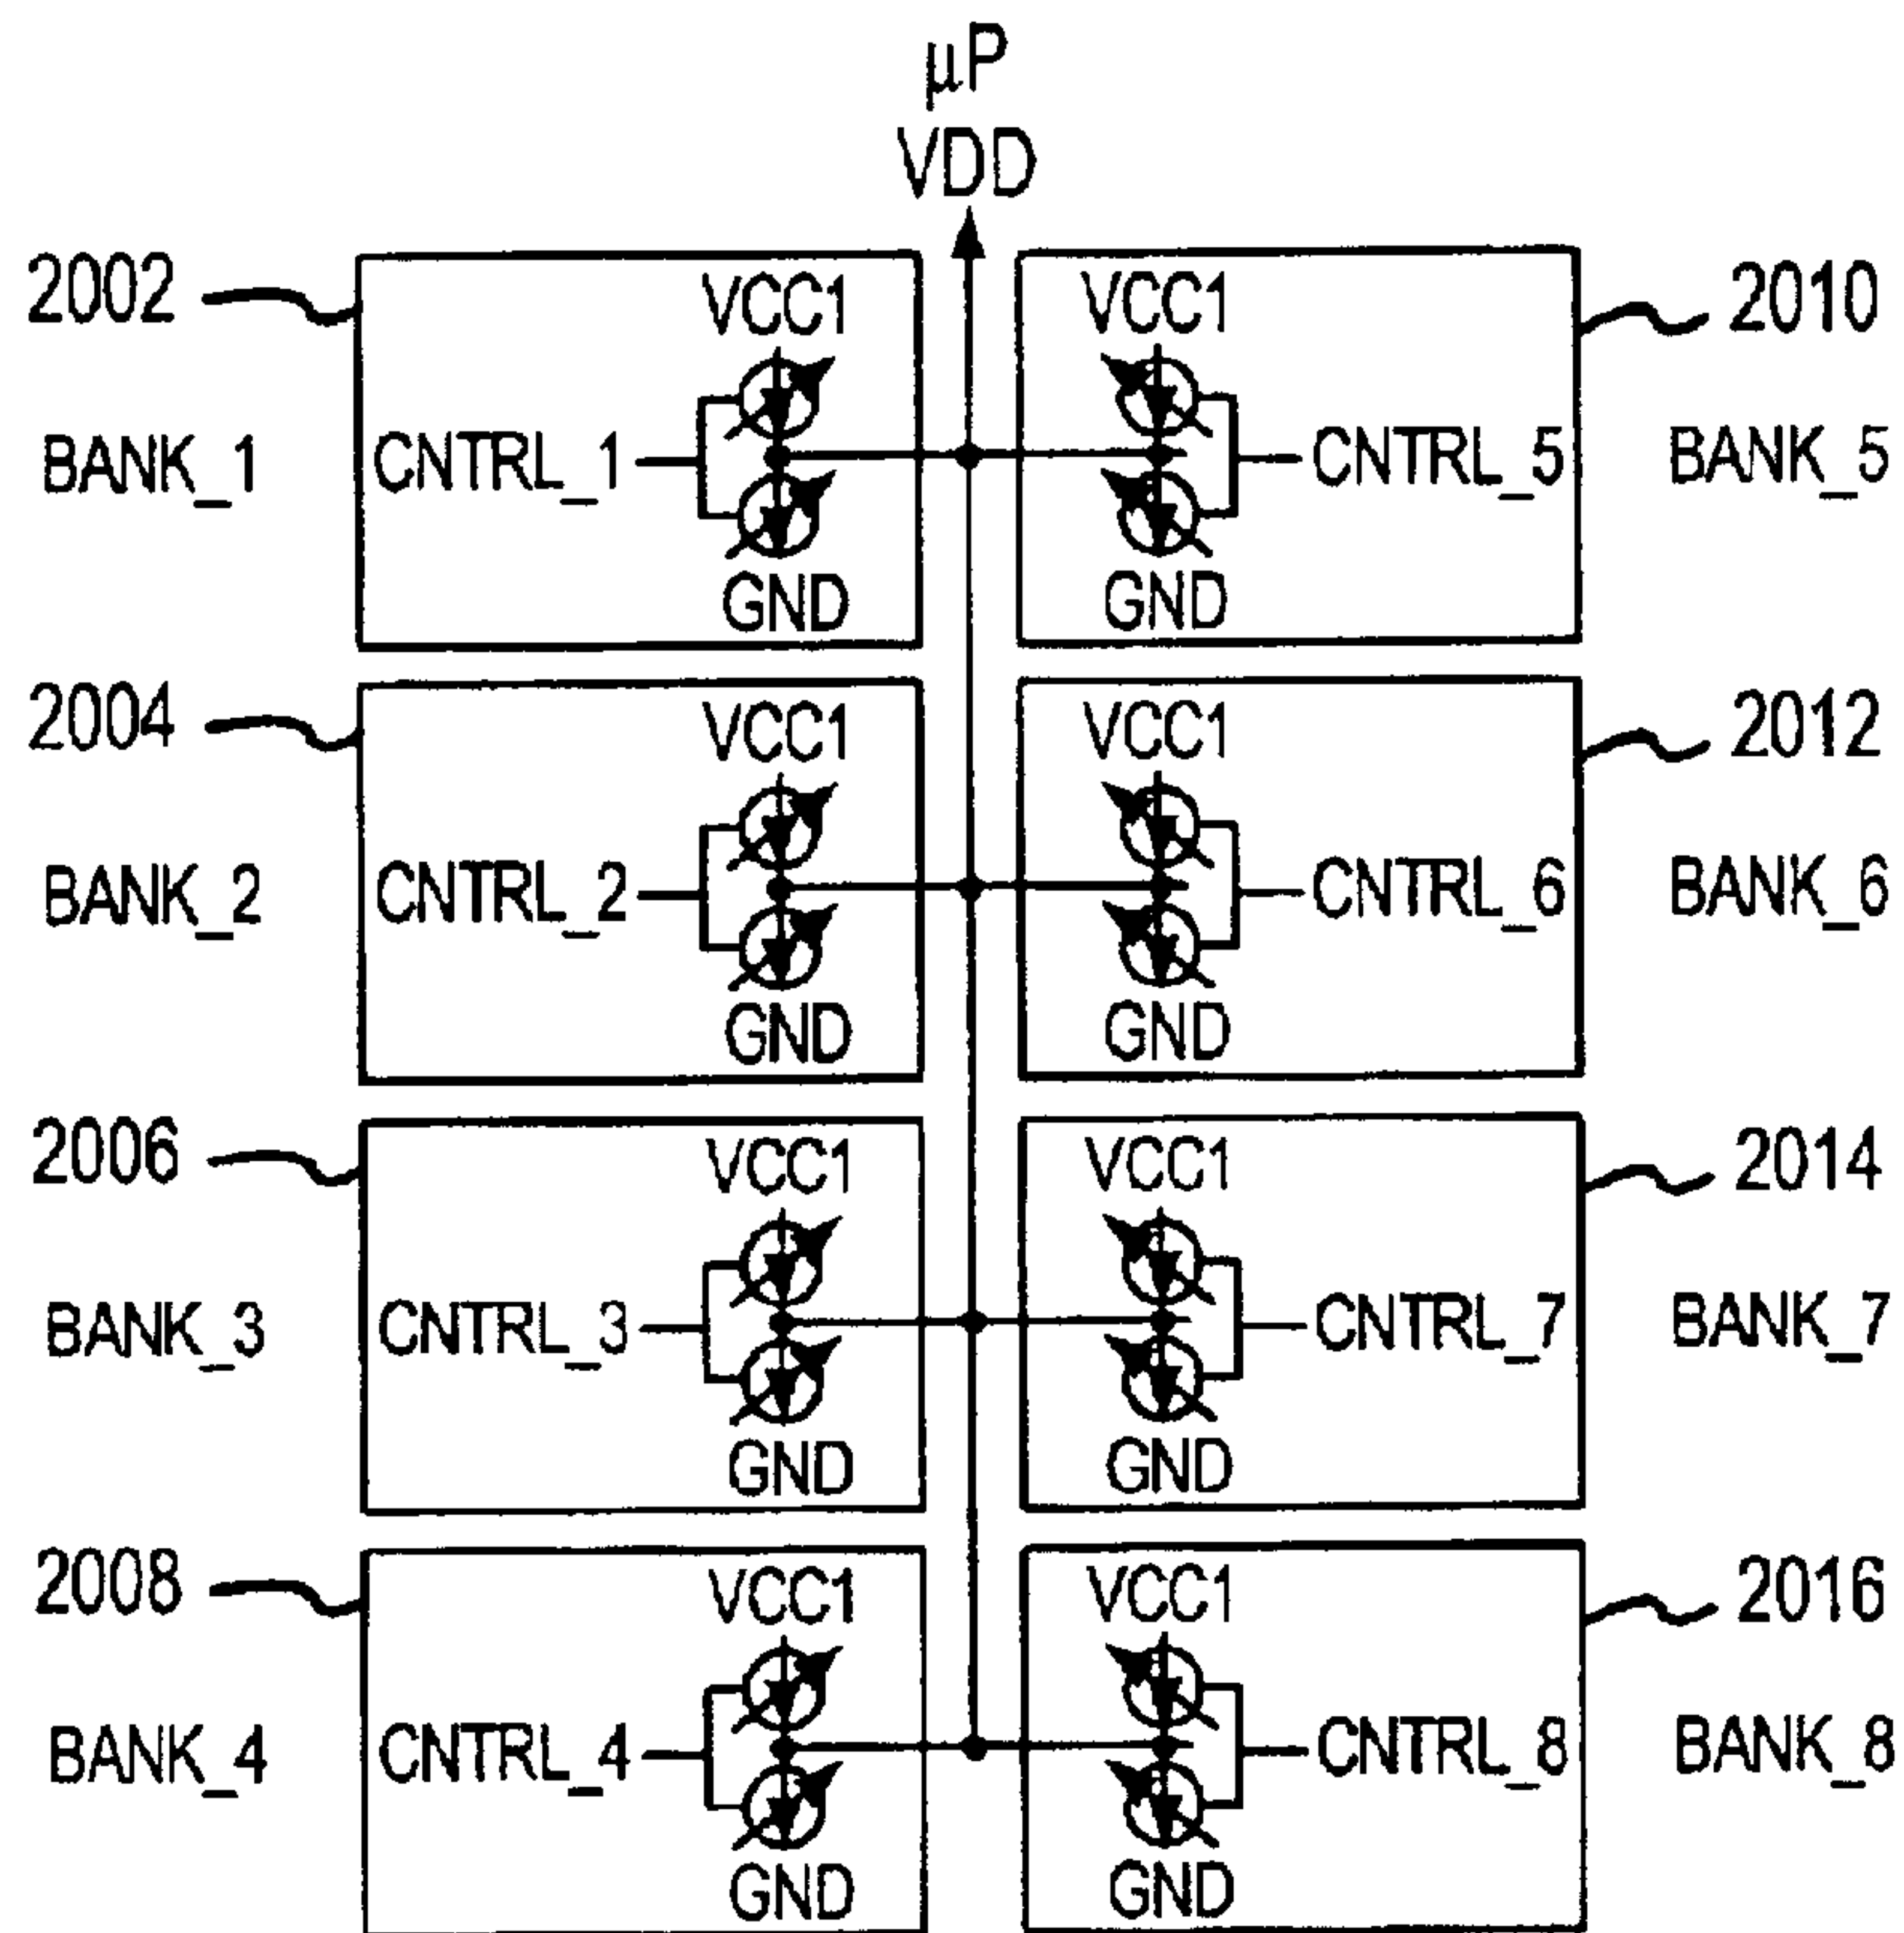 µP
VDD
2002
BANK_1
CNTRL_1
VCC1
GND
VCC1
GND
CNTRL_5
2010
BANK_5
2004
BANK_2
CNTRL_2
VCC1
GND
VCC1
GND
CNTRL_6
2012
BANK_6
2006
BANK_3
CNTRL_3
VCC1
GND
VCC1
GND
CNTRL_7
2014
BANK_7
2008
BANK_4
CNTRL_4
VCC1
GND
VCC1
GND
CNTRL_8
2016
BANK_8